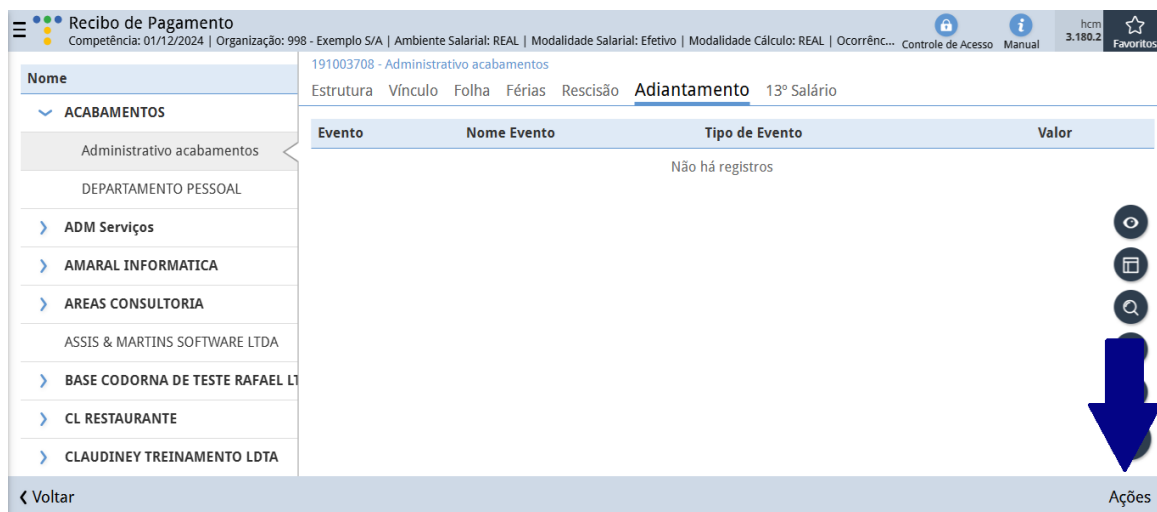 Recibo de Pagamento
Competência: 01/12/2024 | Organização: 998 - Exemplo S/A | Ambiente Salarial: REAL | Modalidade Salarial: Efetivo | Modalidade Cálculo: REAL | Ocorrênc...
Controle de Acesso
Manual
hcm
3.180.2
Favoritos
Nome
ACABAMENTOS
Administrativo acabamentos
DEPARTAMENTO PESSOAL
ADM Serviços
AMARAL INFORMATICA
AREAS CONSULTORIA
ASSIS & MARTINS SOFTWARE LTDA
BASE CODORNA DE TESTE RAFAEL LT
CL RESTAURANTE
CLAUDINEY TREINAMENTO LDTA
191003708 - Administrativo acabamentos
Estrutura Vínculo Folha Férias Rescisão Adiantamento 13º Salário
Evento Nome Evento Tipo de Evento Valor
Não há registros
Voltar
Ações